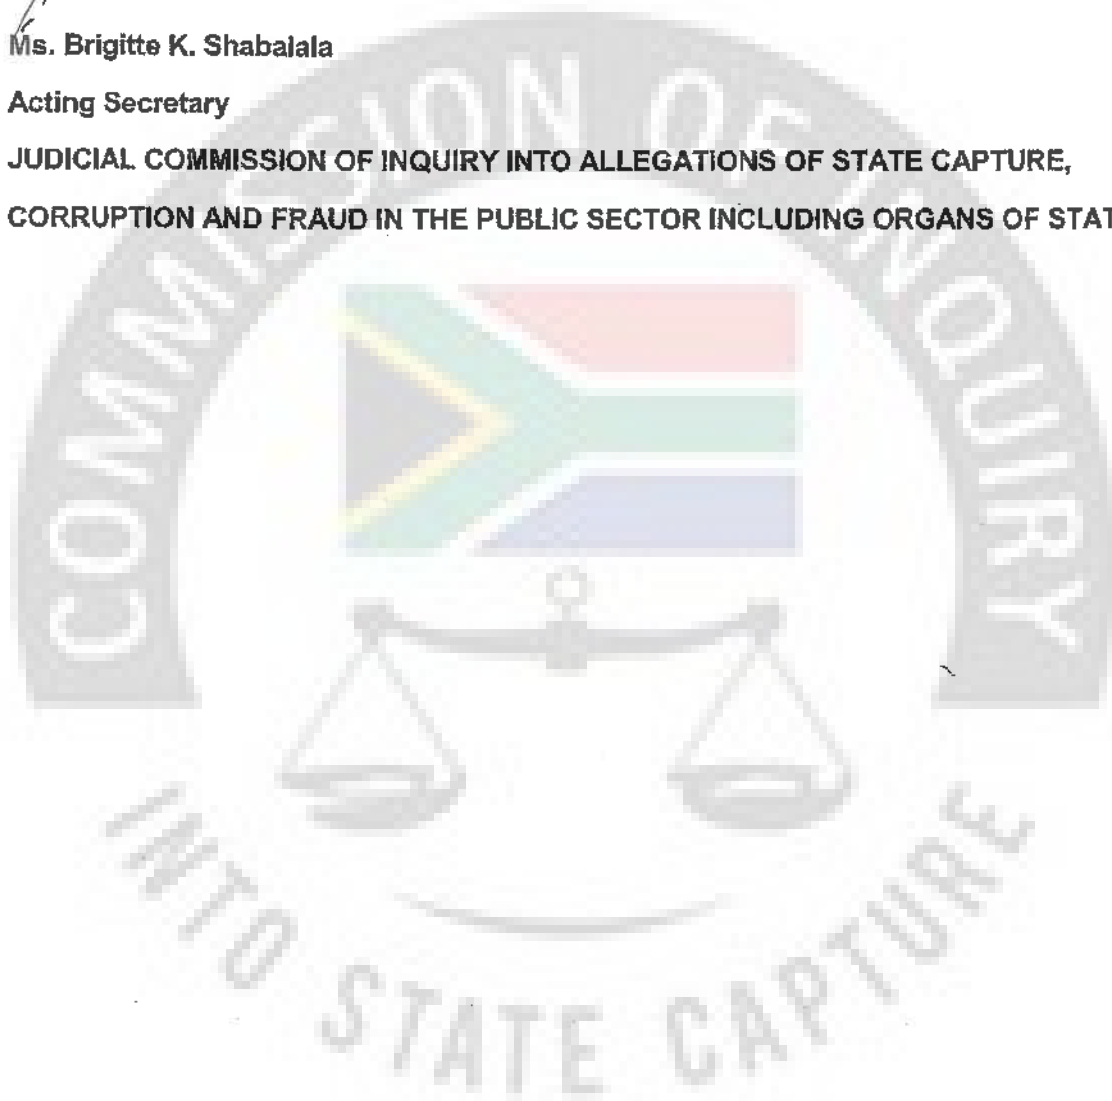 Ms. Brigitte K. Shabalala
Acting Secretary
JUDICIAL COMMISSION OF INQUIRY INTO ALLEGATIONS OF STATE CAPTURE,
CORRUPTION AND FRAUD IN THE PUBLIC SECTOR INCLUDING ORGANS OF STAT
COMMISSION OF INQUIRY
INTO STATE CAPTURE